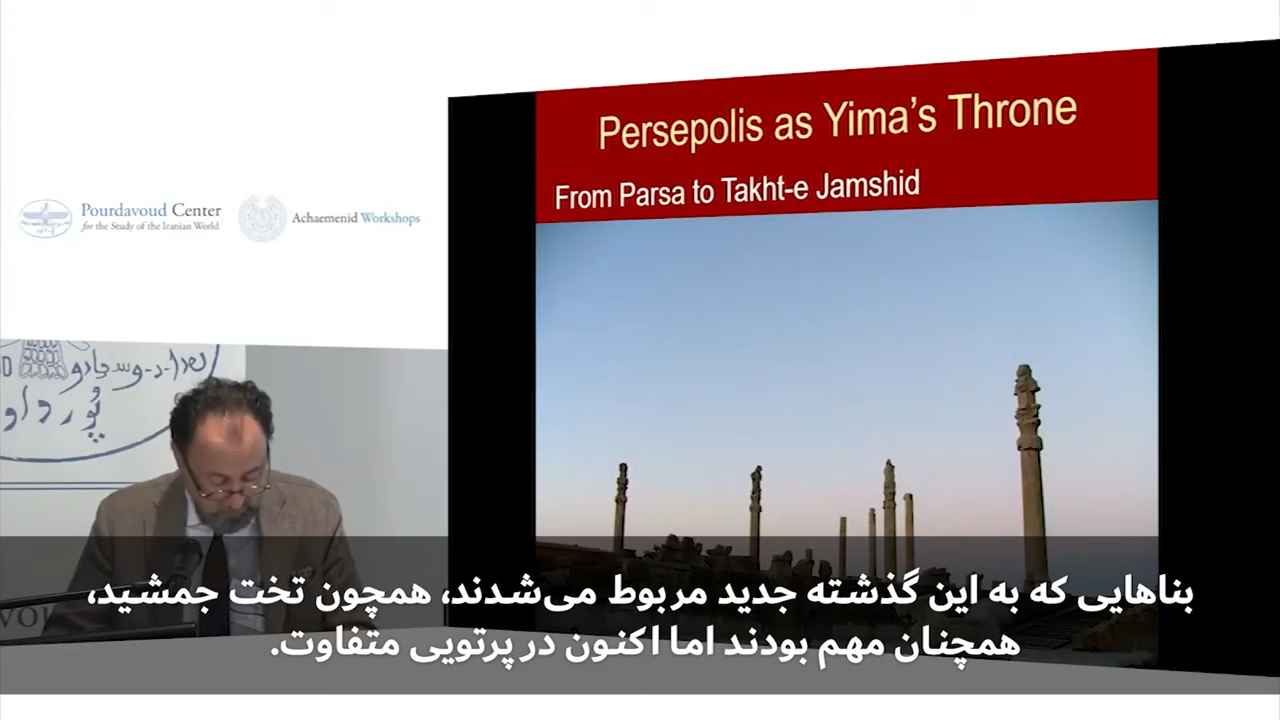 Persepolis as Yima's Throne
From Parsa to Takht-e Jamshid
Pourdavoud Center
for the Study of the Iranian World
Achaemenid Workshops
بناهایی که به این گذشته جدید مربوط می‌شدند، همچون تخت جمشید،
همچنان مهم بودند اما اکنون در پرتویی متفاوت.